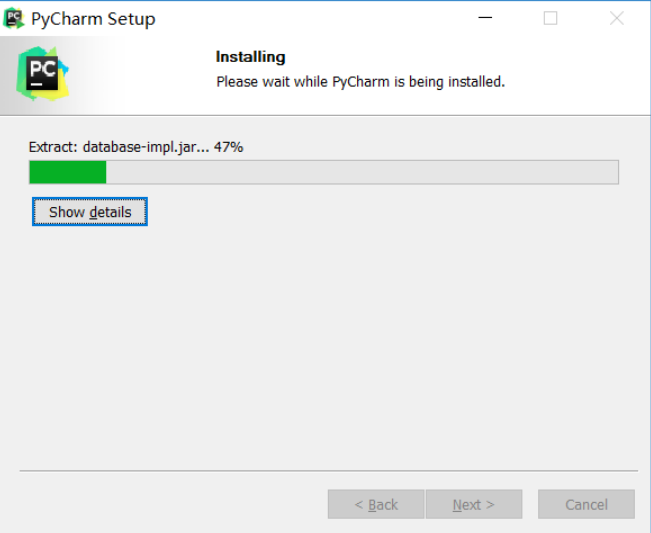 PC PyCharm Setup
PC
Installing
Please wait while PyCharm is being installed.
Extract: database-impl.jar... 47%
Show details
< Back Next > Cancel